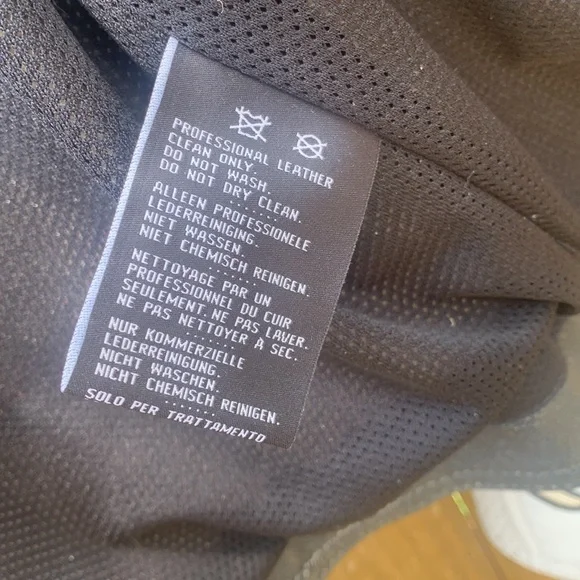 PROFESSIONAL LEATHER
CLEAN ONLY.
DO NOT WASH.
DO NOT DRY CLEAN.
.......
ALLEEN PROFESSIONELE
LEDERREINIGING.
NIET WASSEN.
NIET CHEMISCH REINIGEN.
.......
NETTOYAGE PAR UN
PROFESSIONNEL DU CUIR
SEULEMENT. NE PAS LAVER.
NE PAS NETTOYER À SEC.
.......
NUR KOMMERZIELLE
LEDERREINIGUNG.
NICHT WASCHEN.
NICHT CHEMISCH REINIGEN.
.......
SOLO PER TRATTAMENTO